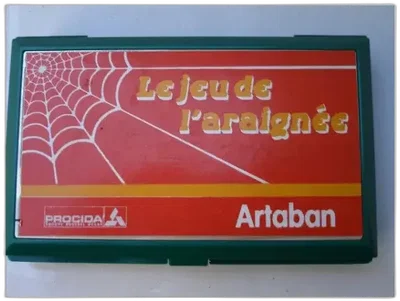 Le jeu de
l'araignée
PROCIDA
Artaban